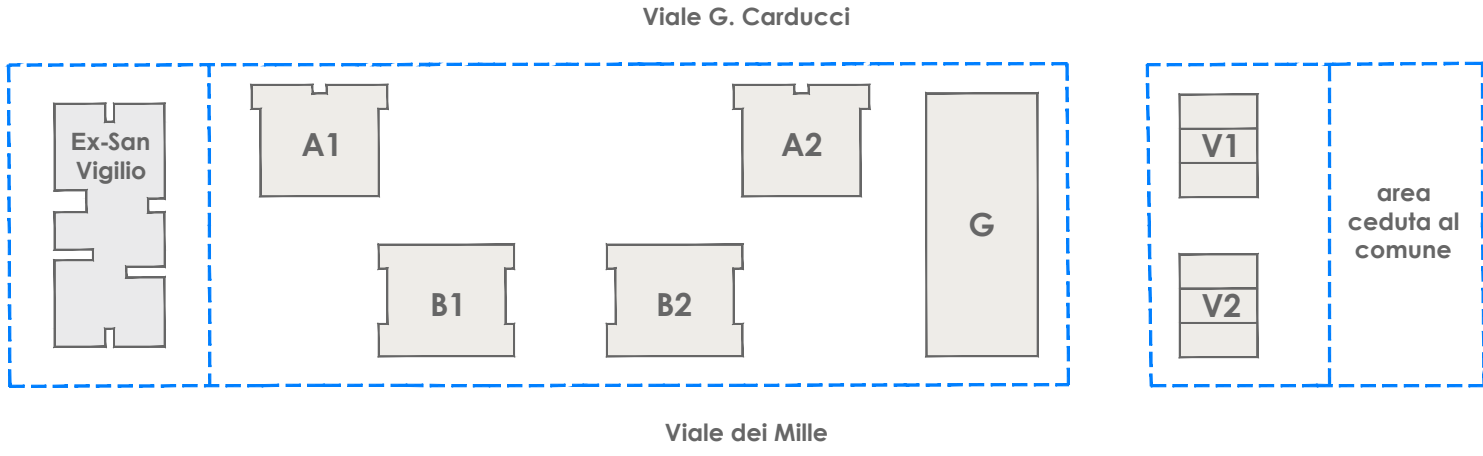 Viale G. Carducci
Ex-San
Vigilio
A1
A2
V1
G
area
ceduta al
comune
B1
B2
V2
Viale dei Mille